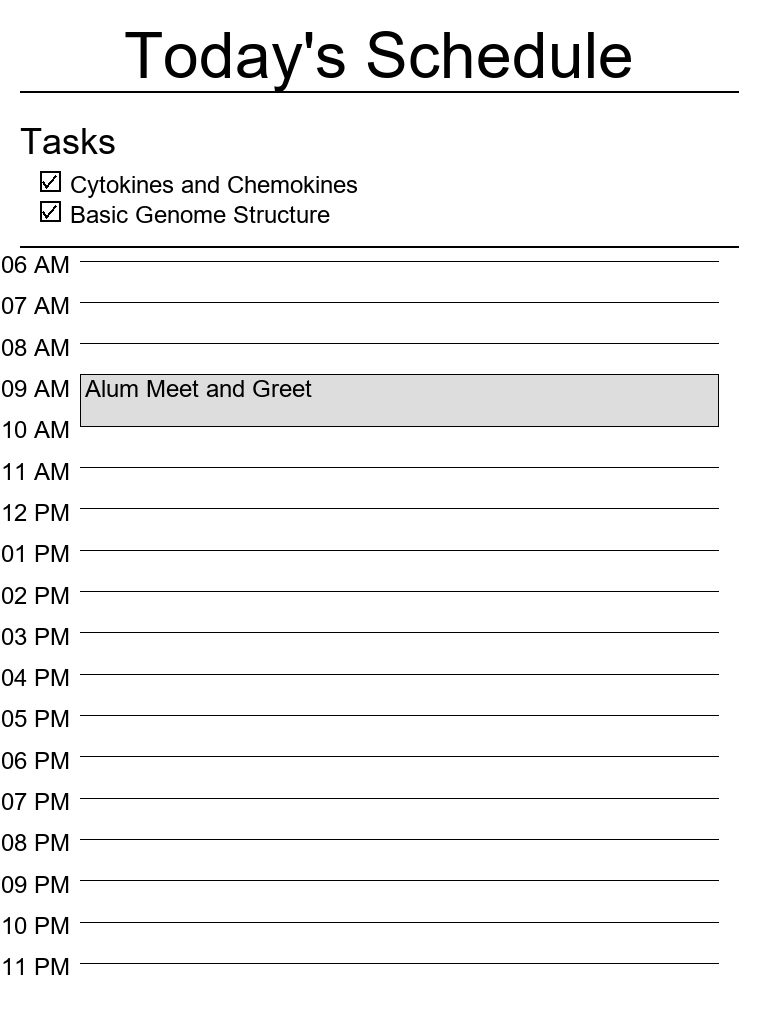 Today's Schedule
Tasks
Cytokines and Chemokines
Basic Genome Structure
06 AM
07 AM
08 AM
09 AM Alum Meet and Greet
10 AM
11 AM
12 PM
01 PM
02 PM
03 PM
04 PM
05 PM
06 PM
07 PM
08 PM
09 PM
10 PM
11 PM